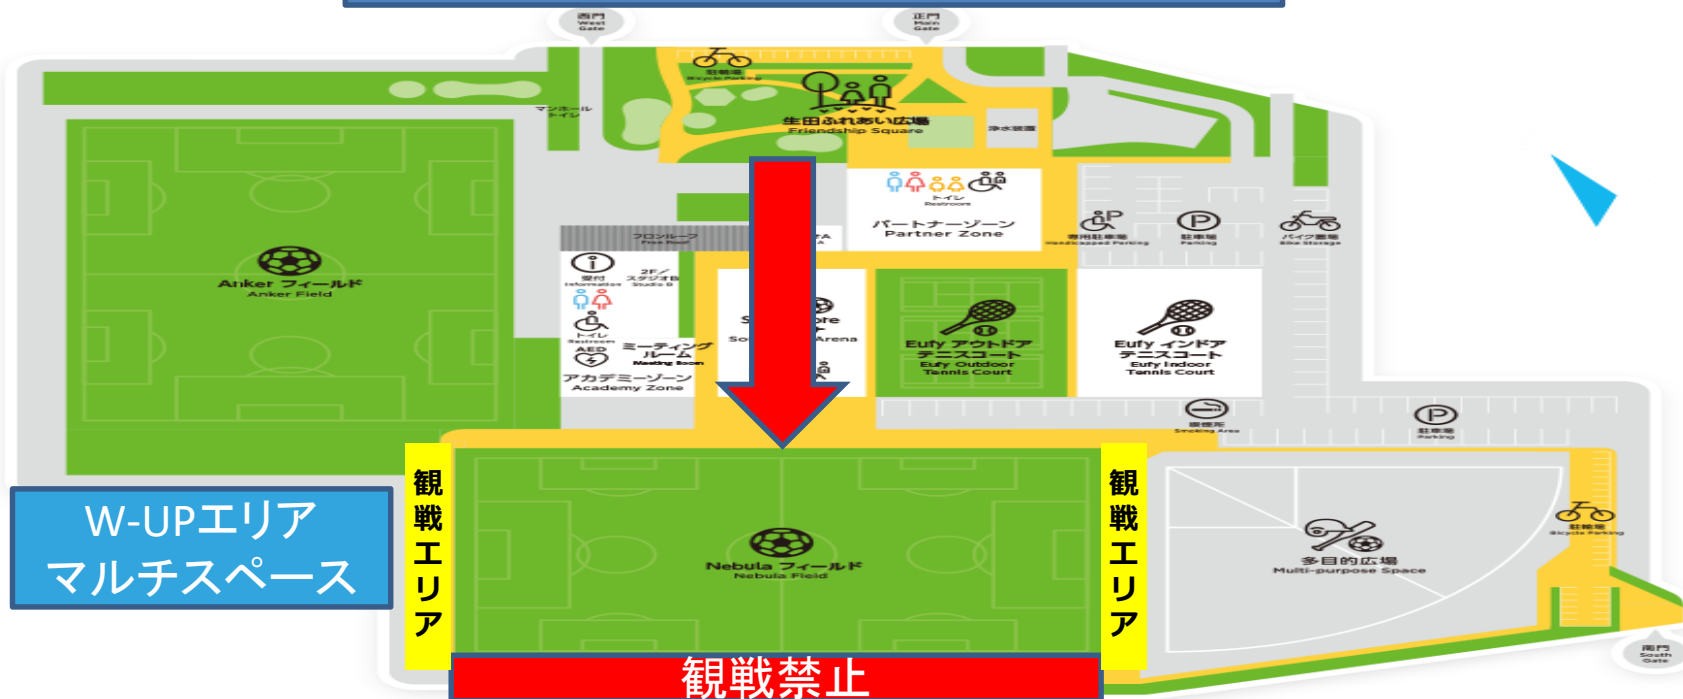 西門
West
Gate
正門
Main
Gate
駐輪場
Bicycle Parking
マンホール
トイレ
生田ふれあい広場
Friendship Square
浄水装置
トイレ
Restroom
パートナーゾーン
Partner Zone
専用駐車場
Handicapped Parking
P
駐車場
Parking
バイク置場
Bike Storage
フロンルーフ
Free Roof
Anker フィールド
Anker Field
受付
Information
2F/
スタジオB
Studio B
トイレ
Restroom
AED
ミーティング
ルーム
Meeting Room
アカデミーゾーン
Academy Zone
Eufy アウトドア
テニスコート
Eufy Outdoor
Tennis Court
Eufy インドア
テニスコート
Eufy Indoor
Tennis Court
喫煙所
Smoking Area
P
駐車場
Parking
W-UPエリア
マルチスペース
観戦エリア
Nebula フィールド
Nebula Field
観戦エリア
多目的広場
Multi-purpose Space
駐輪場
Bicycle Parking
南門
South
Gate
観戦禁止